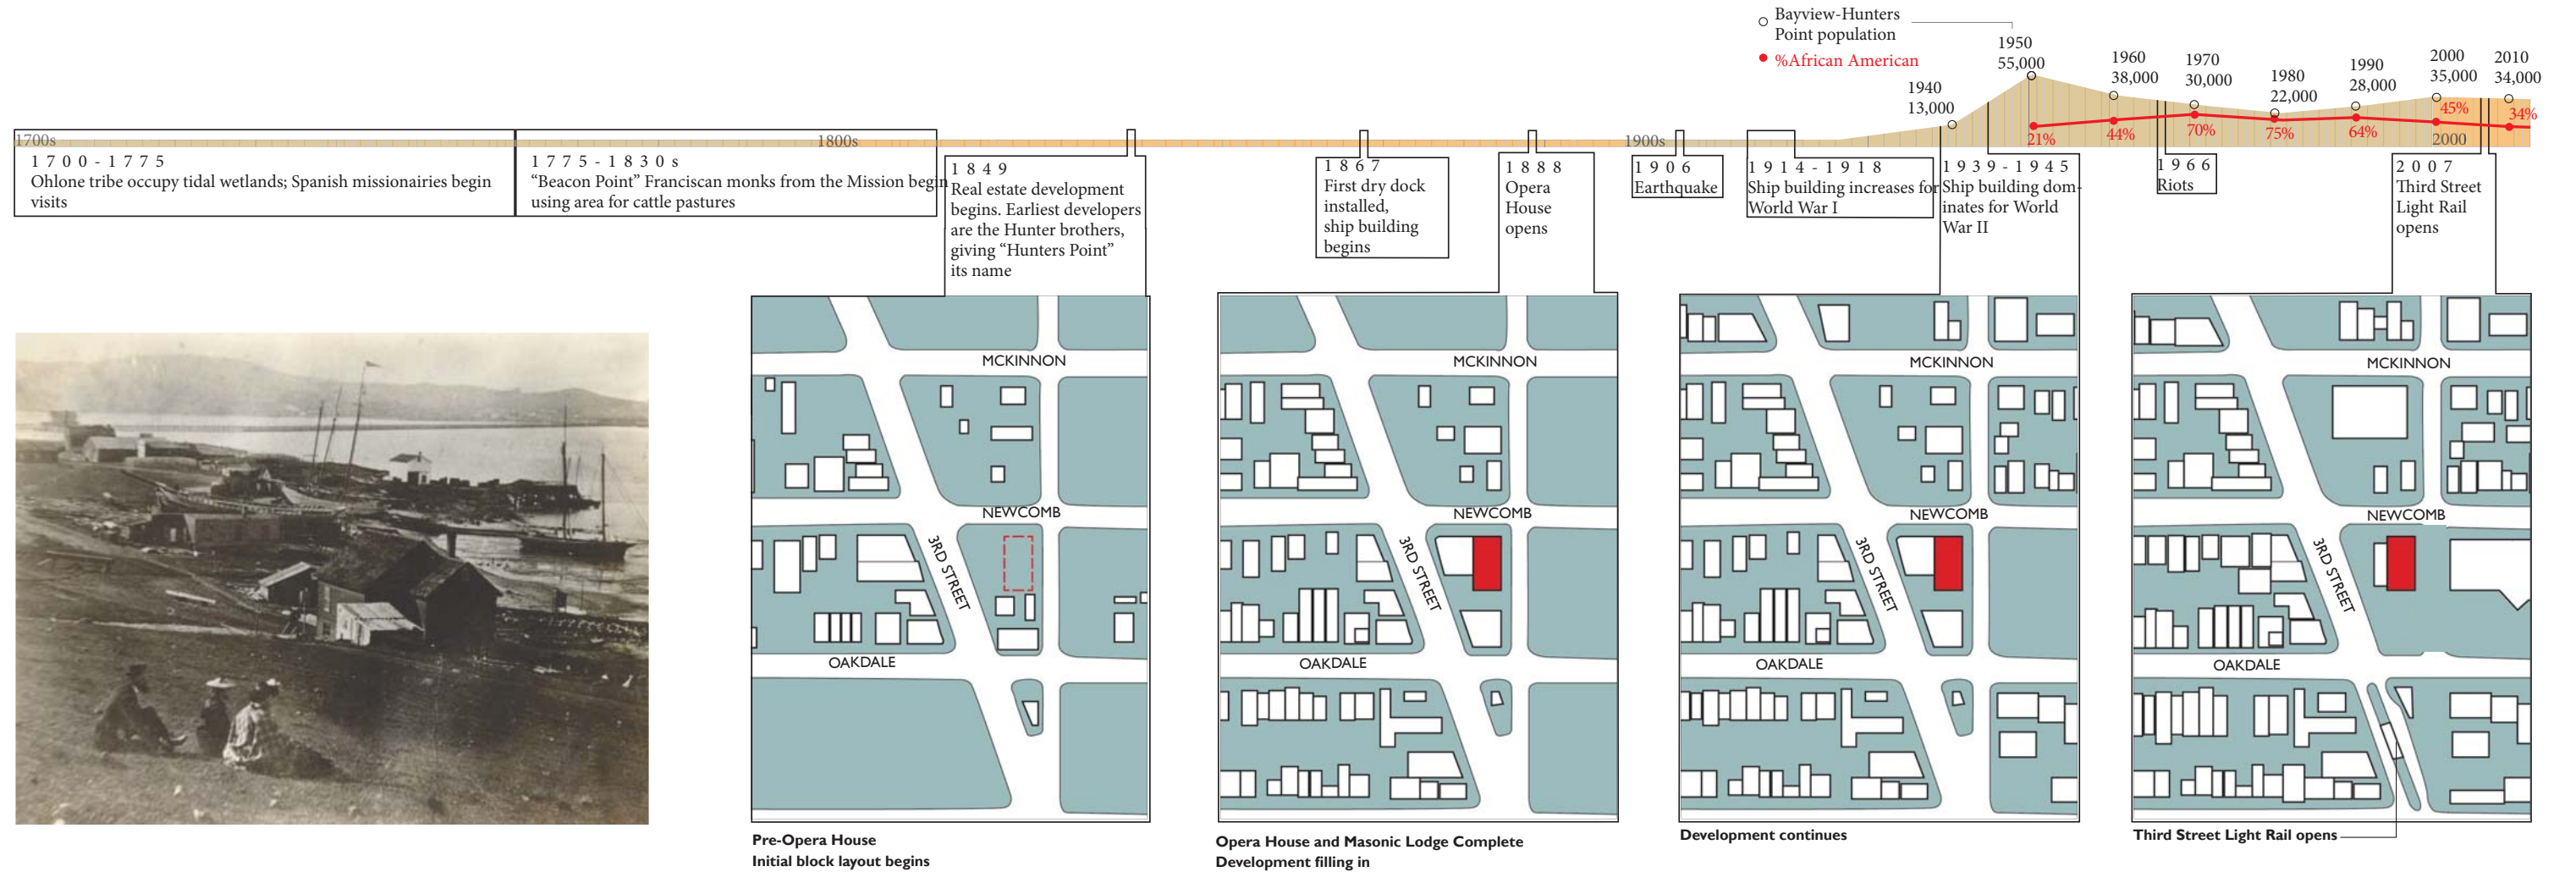 Bayview-Hunters
Point population
%African American
1940
13,000
1950
55,000
1960
38,000
1970
30,000
1980
22,000
1990
28,000
2000
35,000
2010
34,000
21%
44%
70%
75%
64%
45%
34%
1700s
1800s
1900s
2000
1700-1775
Ohlone tribe occupy tidal wetlands; Spanish missionairies begin
visits
1775-1830s
“Beacon Point” Franciscan monks from the Mission begin
using area for cattle pastures
1849
Real estate development
begins. Earliest developers
are the Hunter brothers,
giving “Hunters Point”
its name
1867
First dry dock
installed,
ship building
begins
1888
Opera
House
opens
1906
Earthquake
1914-1918
Ship building increases for
World War I
1939-1945
Ship building dom-
inates for World
War II
1966
Riots
2007
Third Street
Light Rail
opens
MCKINNON
NEWCOMB
3RD STREET
OAKDALE
Pre-Opera House
Initial block layout begins
MCKINNON
NEWCOMB
3RD STREET
OAKDALE
Opera House and Masonic Lodge Complete
Development filling in
MCKINNON
NEWCOMB
3RD STREET
OAKDALE
Development continues
MCKINNON
NEWCOMB
3RD STREET
OAKDALE
Third Street Light Rail opens